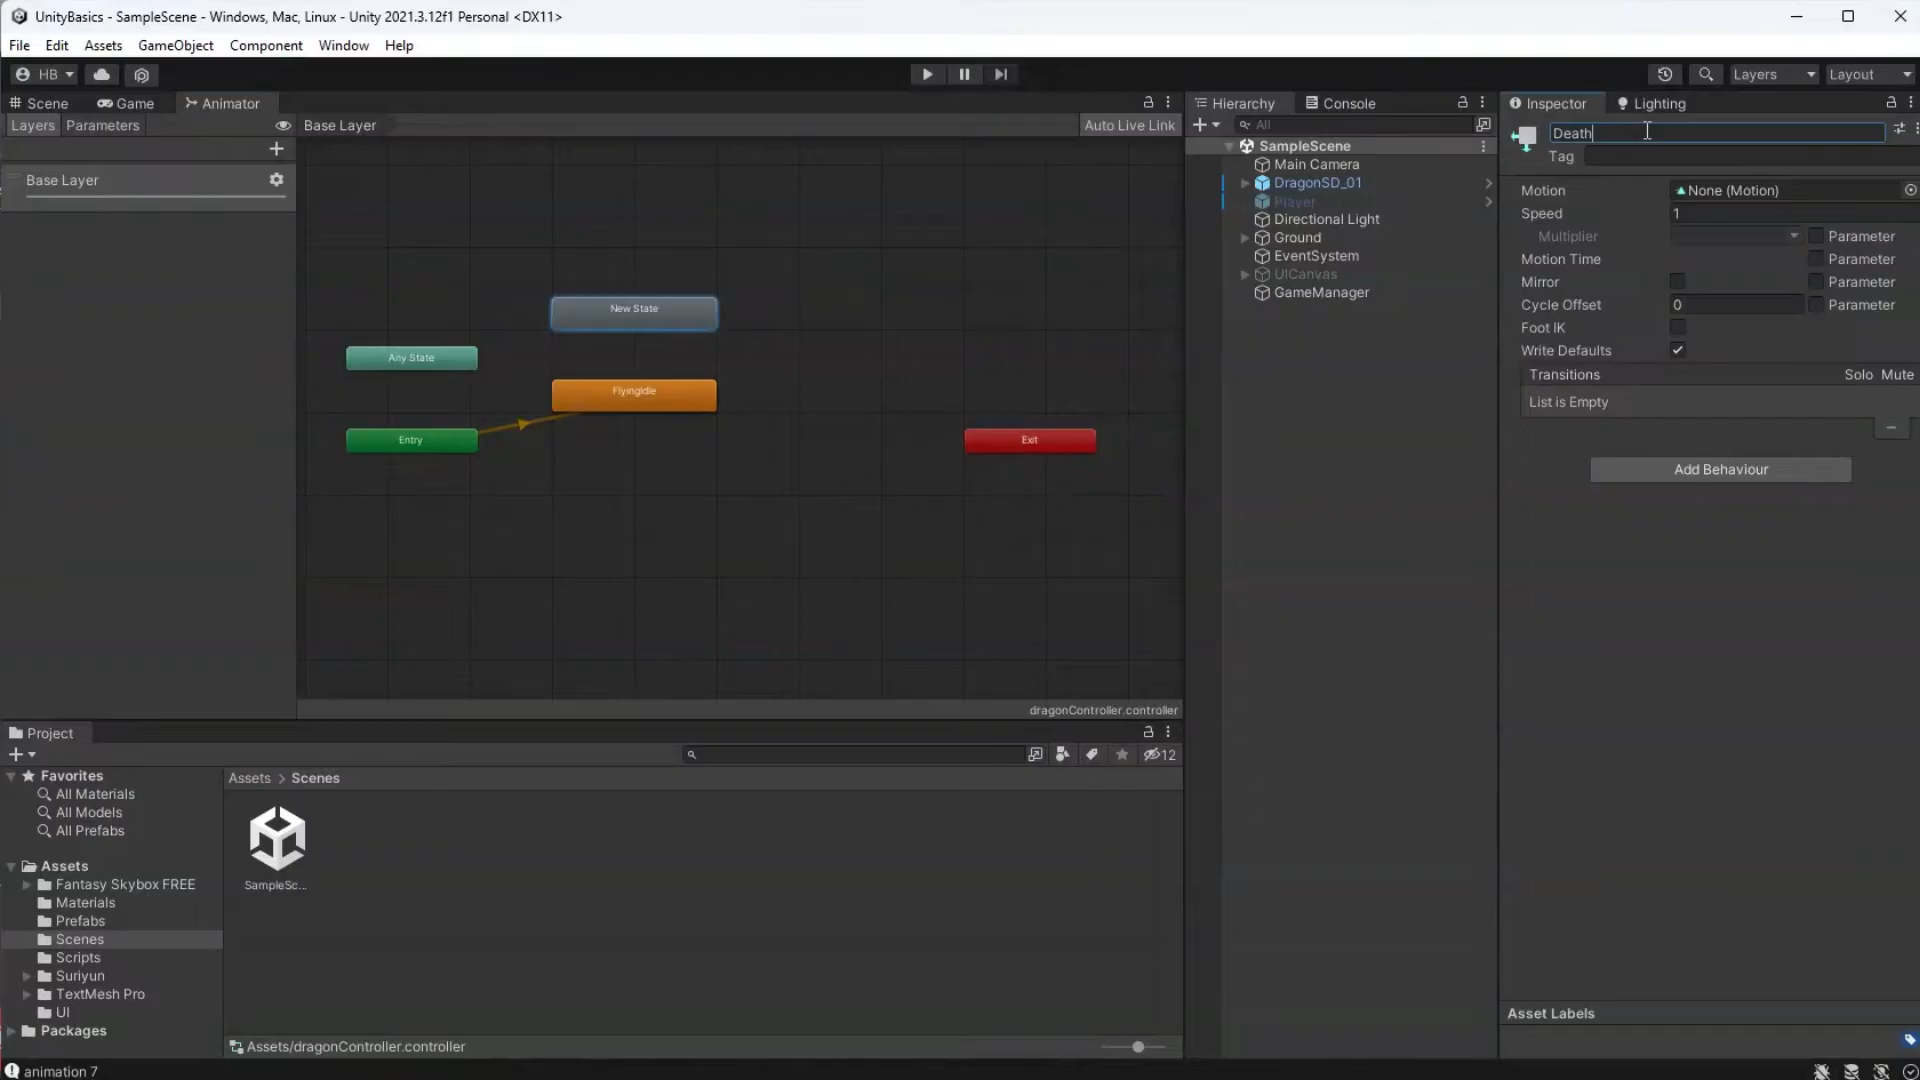 UnityBasics - SampleScene - Windows, Mac, Linux - Unity 2021.3.12f1 Personal <DX11>
File Edit Assets GameObject Component Window Help
HB Layers Layout
Scene Game Animator
Layers Parameters Base Layer Auto Live Link
Base Layer
New State
Any State
FlyingIdle
Entry
Exit
dragonController.controller
Hierarchy Console
All
SampleScene
Main Camera
DragonSD_01
Player
Directional Light
Ground
EventSystem
UICanvas
GameManager
Inspector Lighting
Death
Tag
Motion None (Motion)
Speed 1
Multiplier Parameter
Motion Time Parameter
Mirror Parameter
Cycle Offset 0 Parameter
Foot IK
Write Defaults
Transitions Solo Mute
List is Empty
Add Behaviour
Asset Labels
Project
12
Favorites
All Materials
All Models
All Prefabs
Assets
Fantasy Skybox FREE
Materials
Prefabs
Scenes
Scripts
Suriyun
TextMesh Pro
UI
Packages
Assets > Scenes
SampleSc...
Assets/dragonController.controller
animation 7